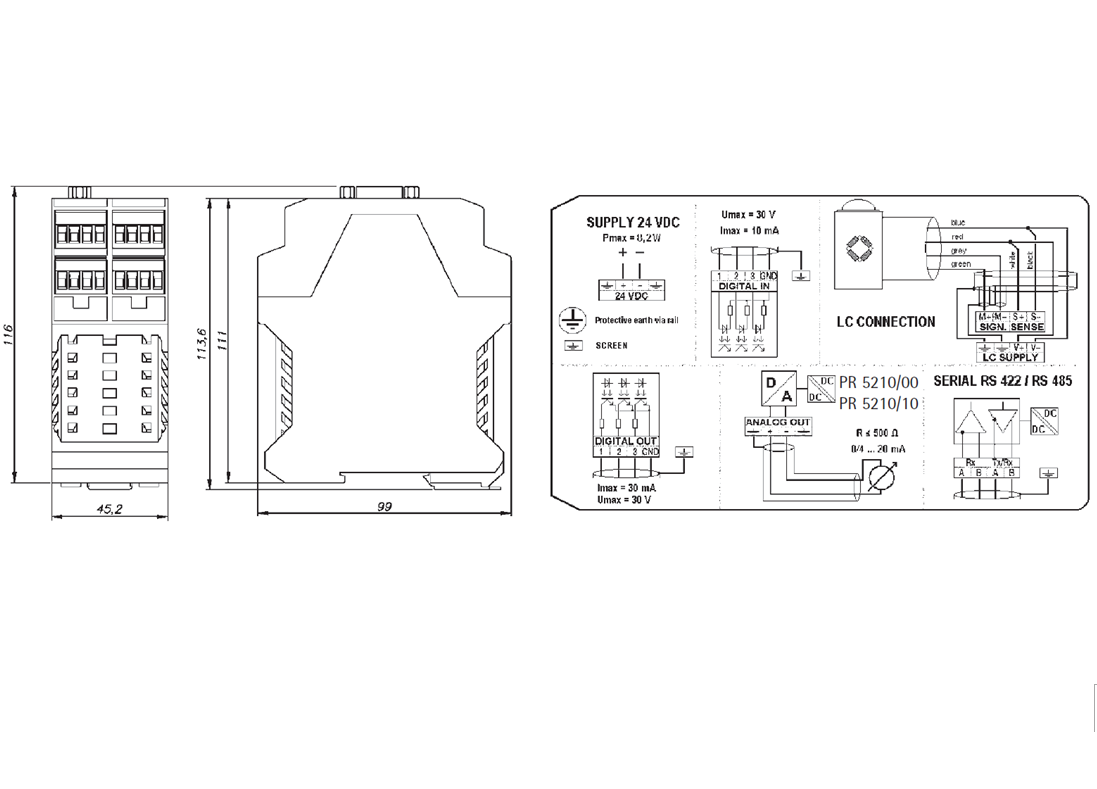 116
45,2
113,6
111
99
SUPPLY 24 VDC
Pmax = 8,2W
+ −
+ −
24 VDC
Protective earth via rail
SCREEN
Umax = 30 V
Imax = 10 mA
1 2 3 GND
DIGITAL IN
blue
red
gray
green
white
black
LC CONNECTION
M+ M− S+ S−
SIGN. SENSE
V+ V−
LC SUPPLY
DIGITAL OUT
1 2 3 GND
Imax = 30 mA
Umax = 30 V
D
A
DC
DC
PR 5210/00
PR 5210/10
ANALOG OUT
+ −
R ≤ 500 Ω
0/4 ... 20 mA
SERIAL RS 422 / RS 485
DC
DC
Rx Tx/Rx
A B A B